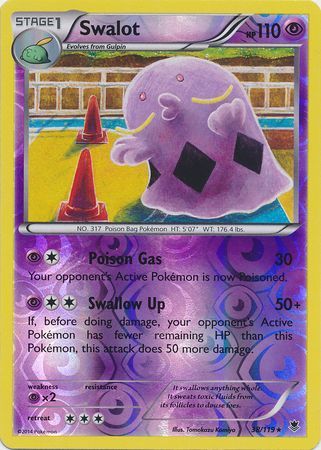 STAGE1
Swalot
HP110
Evolves from Gulpin
NO. 317 Poison Bag Pokémon HT: 5'07" WT: 176.4 lbs.
Poison Gas 30
Your opponent's Active Pokémon is now Poisoned.
Swallow Up 50+
If, before doing damage, your opponent's Active
Pokémon has fewer remaining HP than this
Pokémon, this attack does 50 more damage.
weakness resistance
×2
It swallows anything whole.
It sweats toxic fluids from
its follicles to douse foes.
retreat
Illus. Tomokazu Komiya
38/119★
©2014 Pokémon